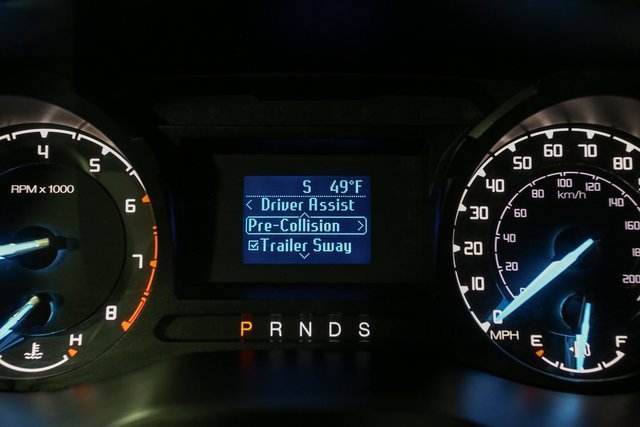 S 49°F
< Driver Assist
Pre-Collision >
Trailer Sway
4
5
6
7
8
RPM x 1000
H
P R N D S
0
10
20
30
40
50
60
70
80
MPH
0
20
40
60
80
100
120
140
160
200
km/h
E
F